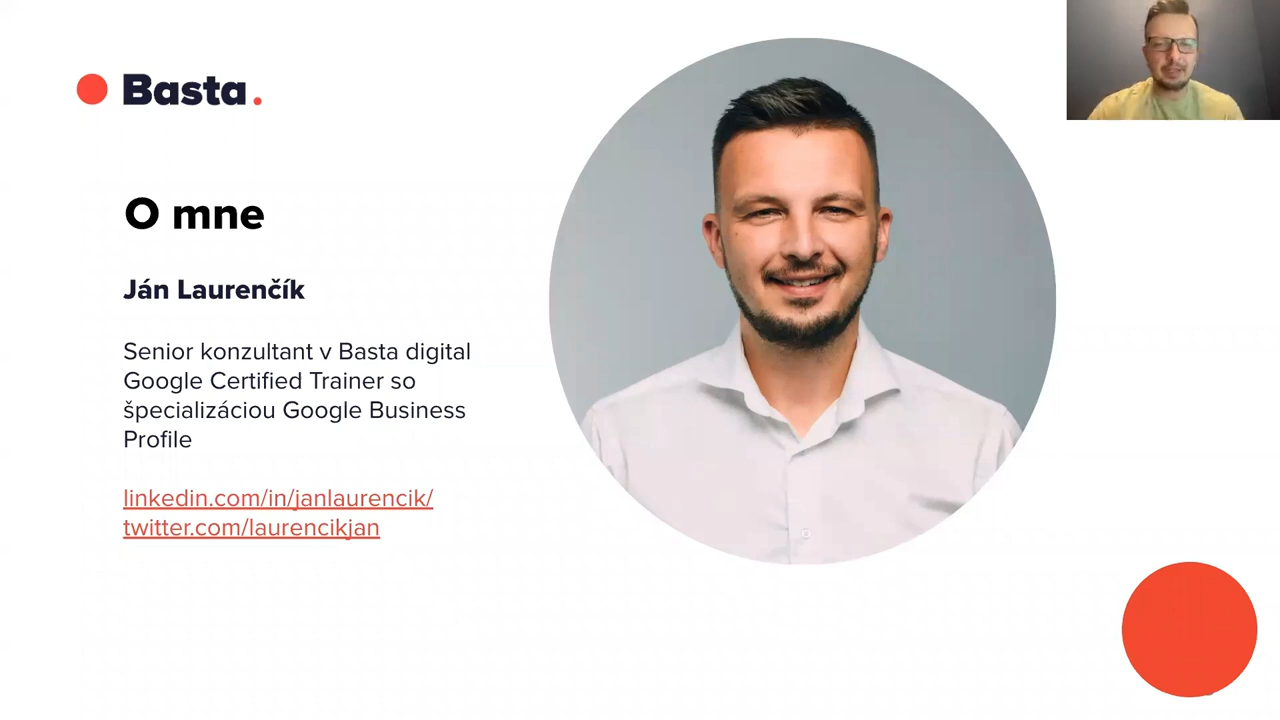 Basta.
O mne
Ján Laurenčík
Senior konzultant v Basta digital
Google Certified Trainer so
špecializáciou Google Business
Profile
linkedin.com/in/janlaurencik/
twitter.com/laurencikjan